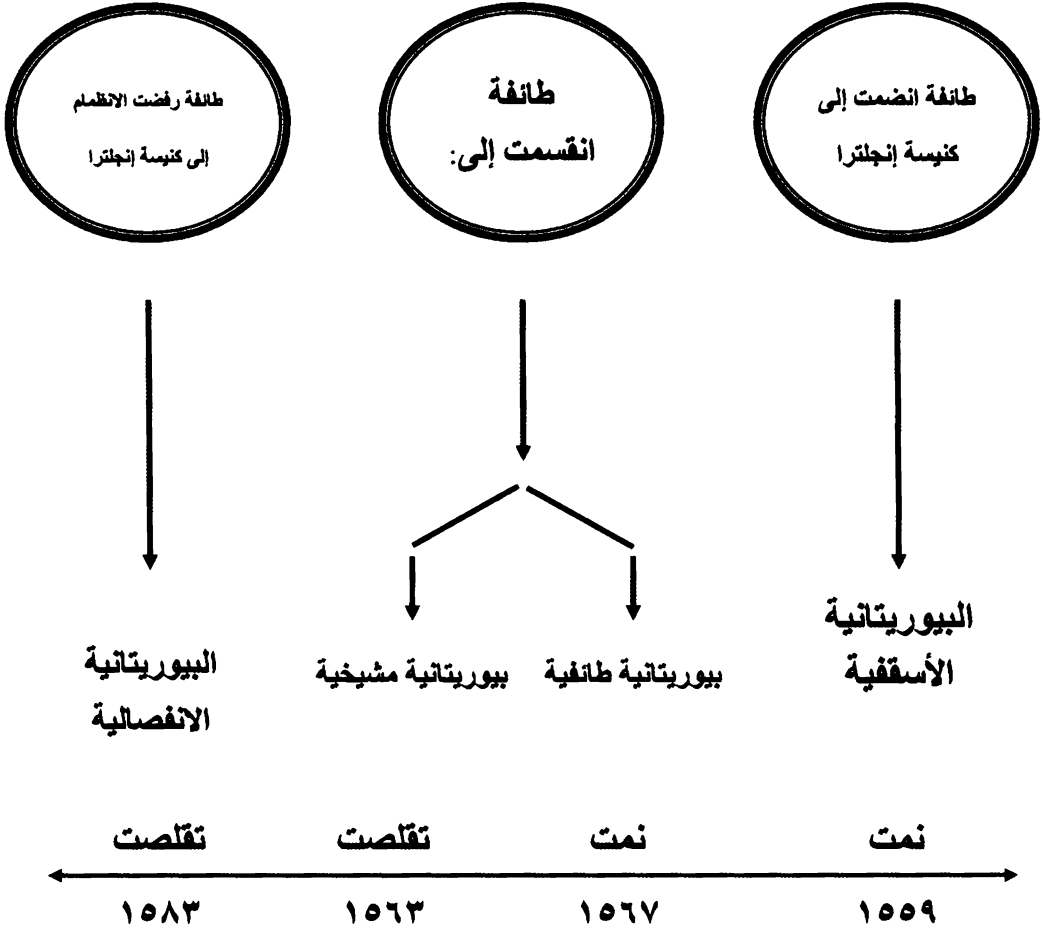 طائفة انضمت إلى
كنيسة إنجلترا
طائفة
انقسمت إلى:
طائفة رفضت الانظمام
إلى كنيسة إنجلترا
البيوريتانية
الأسقفية
بيوريتانية طائفية
بيوريتانية مشيخية
البيوريتانية
الانفصالية
نمت
نمت
تقلصت
تقلصت
١٥٥٩
١٥٦٧
١٥٦٣
١٥٨٣